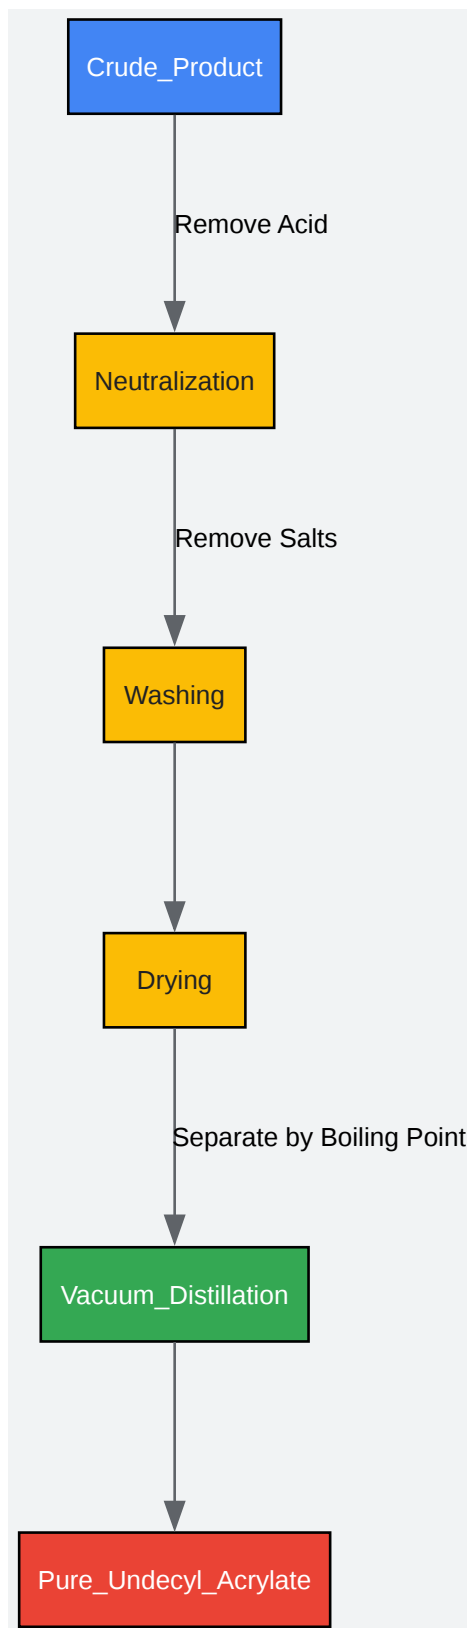 Crude_Product
Remove Acid
Neutralization
Remove Salts
Washing
Drying
Separate by Boiling Point
Vacuum_Distillation
Pure_Undecyl_Acrylate